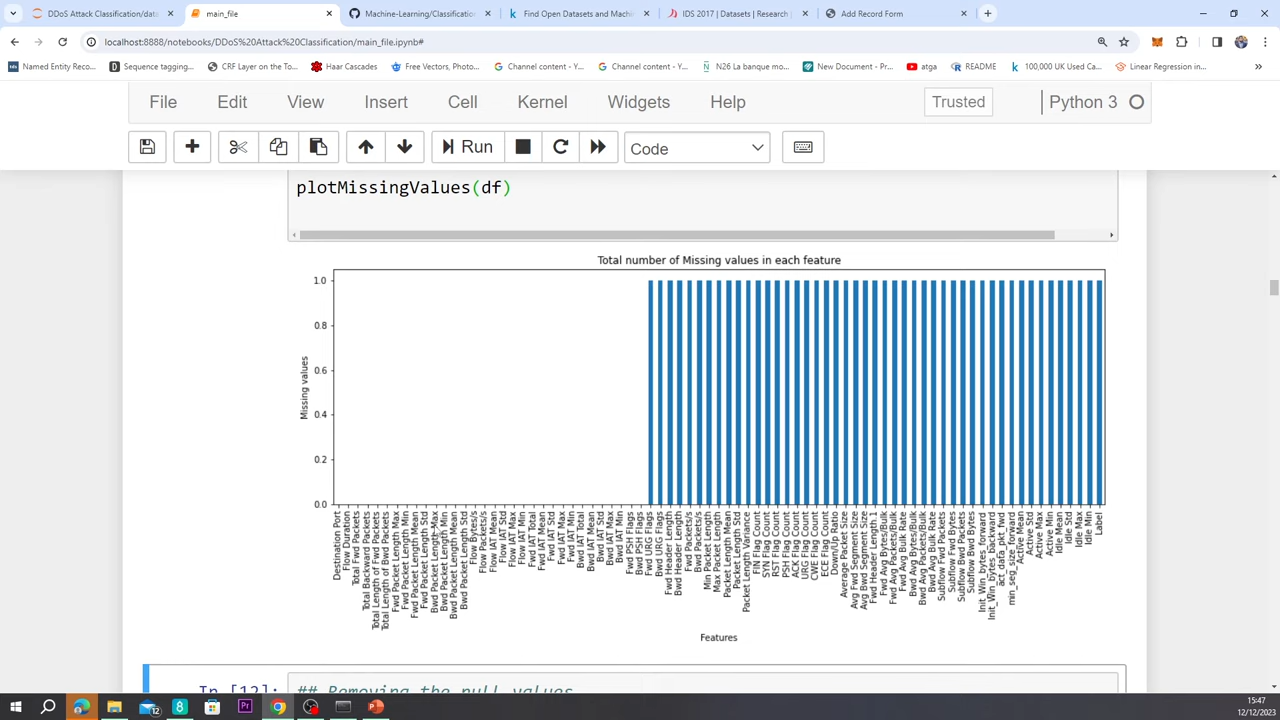 DDoS Attack Classification/data
main_file
Machine-Learning/Classification
Find Open Datasets and Machin
IDS 2017 | Datasets | Research
Add Record Form
localhost:8888/notebooks/DDoS%20Attack%20Classification/main_file.ipynb#
Named Entity Reco...
Sequence tagging...
CRF Layer on the To...
Haar Cascades
Free Vectors, Photo...
Channel content - Y...
Channel content - Y...
N26 La banque mo...
New Document - Pr...
atga
README
100,000 UK Used Ca...
Linear Regression in...
File
Edit
View
Insert
Cell
Kernel
Widgets
Help
Trusted
Python 3
Run
Code
plotMissingValues(df)
Total number of Missing values in each feature
1.0
0.8
0.6
0.4
0.2
0.0
Missing values
Destination Port
Flow Duration
Total Fwd Packets
Total Backward Packets
Total Length of Fwd Packets
Total Length of Bwd Packets
Fwd Packet Length Max
Fwd Packet Length Min
Fwd Packet Length Mean
Fwd Packet Length Std
Bwd Packet Length Max
Bwd Packet Length Min
Bwd Packet Length Mean
Bwd Packet Length Std
Flow Bytes/s
Flow Packets/s
Flow IAT Mean
Flow IAT Std
Flow IAT Max
Flow IAT Min
Fwd IAT Total
Fwd IAT Mean
Fwd IAT Std
Fwd IAT Max
Fwd IAT Min
Bwd IAT Total
Bwd IAT Mean
Bwd IAT Std
Bwd IAT Max
Bwd IAT Min
Fwd PSH Flags
Bwd PSH Flags
Fwd URG Flags
Bwd URG Flags
Fwd Header Length
Bwd Header Length
Fwd Packets/s
Bwd Packets/s
Min Packet Length
Max Packet Length
Packet Length Mean
Packet Length Std
Packet Length Variance
FIN Flag Count
SYN Flag Count
RST Flag Count
PSH Flag Count
ACK Flag Count
URG Flag Count
CWE Flag Count
ECE Flag Count
Down/Up Ratio
Average Packet Size
Avg Fwd Segment Size
Avg Bwd Segment Size
Fwd Header Length.1
Fwd Avg Bytes/Bulk
Fwd Avg Packets/Bulk
Fwd Avg Bulk Rate
Bwd Avg Bytes/Bulk
Bwd Avg Packets/Bulk
Bwd Avg Bulk Rate
Subflow Fwd Packets
Subflow Fwd Bytes
Subflow Bwd Packets
Subflow Bwd Bytes
Init_Win_bytes_forward
Init_Win_bytes_backward
act_data_pkt_fwd
min_seg_size_forward
Active Mean
Active Std
Active Max
Active Min
Idle Mean
Idle Std
Idle Max
Idle Min
Label
Features
In [12]:
## Removing the null values
15:47
12/12/2023